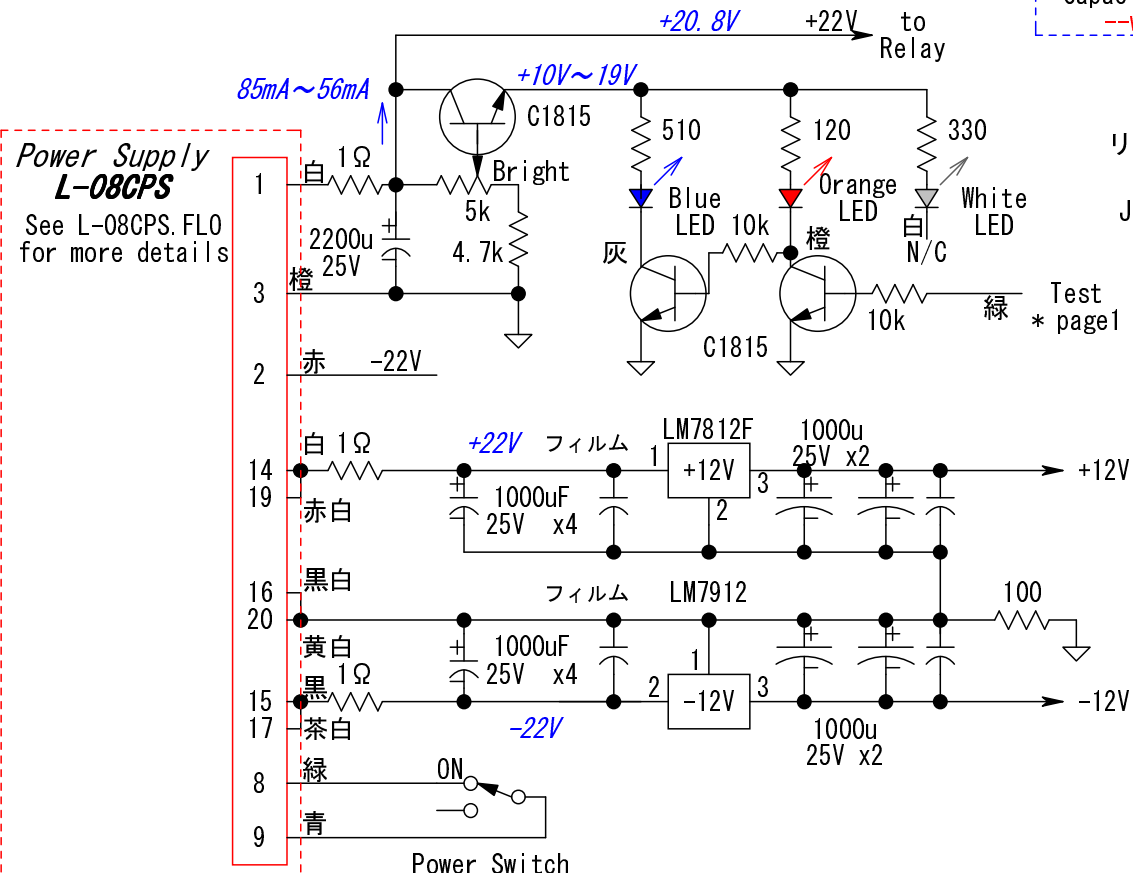 Capac
--v
+20.8V
+22V
to
Relay
85mA～56mA
+10V～19V
C1815
510
120
330
リ
Power Supply
L-08CPS
See L-08CPS.FLO
for more details
1
白
1Ω
Bright
5k
Blue
LED
Orange
LED
White
LED
J
2200u
25V
4.7k
灰
10k
橙
白
N/C
3
橙
C1815
10k
緑
Test
* page1
2
赤
-22V
14
白
1Ω
+22V
フィルム
1
LM7812F
+12V
3
2
1000u
25V x2
+12V
19
赤白
1000uF
25V x4
16
黒白
フィルム
LM7912
100
20
黄白
1000uF
25V x4
1
15
黒
1Ω
2
-12V
3
-12V
17
茶白
-22V
1000u
25V x2
8
緑
ON
9
青
Power Switch